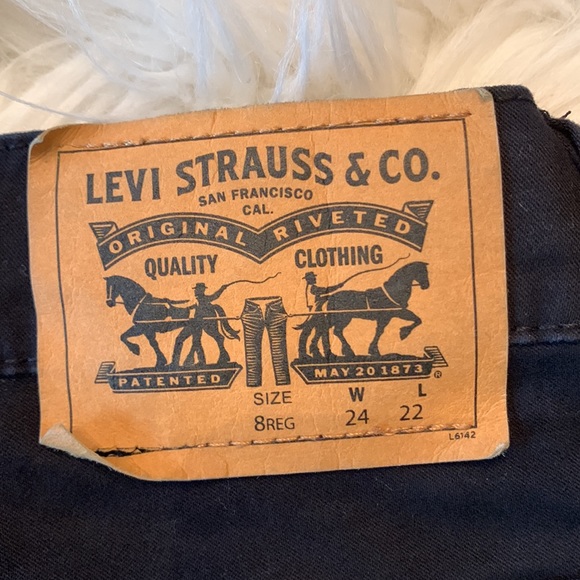 LEVI STRAUSS & CO.
SAN FRANCISCO
CAL.
ORIGINAL RIVETED
QUALITY CLOTHING
PATENTED MAY 20 1873 ®
SIZE W L
8REG 24 22
L6142